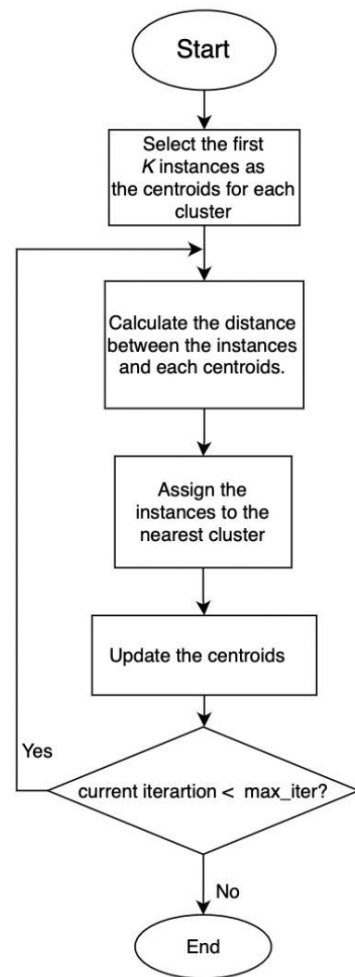 Start
Select the first
K instances as
the centroids for each
cluster
Calculate the distance
between the instances
and each centroids.
Assign the
instances to the
nearest cluster
Update the centroids
Yes
current iterartion < max_iter?
No
End